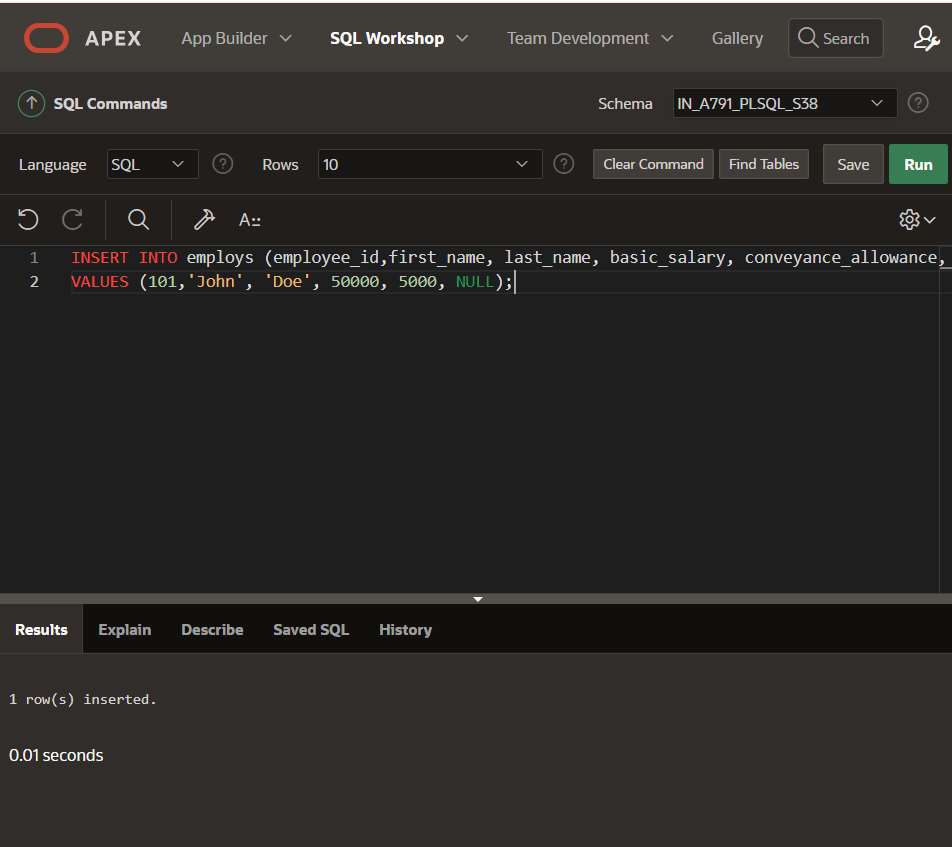 APEX App Builder SQL Workshop Team Development Gallery Search
SQL Commands Schema IN_A791_PLSQL_S38 ?
Language SQL ? Rows 10 ? Clear Command Find Tables Save Run
A::
1 INSERT INTO employs (employee_id,first_name, last_name, basic_salary, conveyance_allowance,
2 VALUES (101,'John', 'Doe', 50000, 5000, NULL);
Results Explain Describe Saved SQL History
1 row(s) inserted.
0.01 seconds